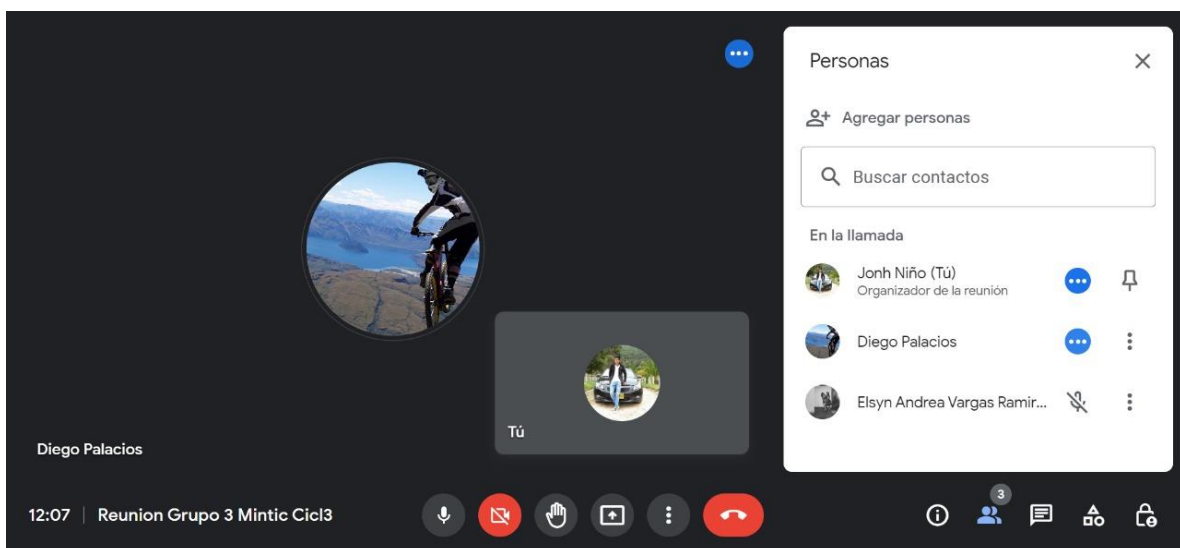 Personas
Agregar personas
Buscar contactos
En la llamada
Jonh Niño (Tú)
Organizador de la reunión
Diego Palacios
Elsyn Andrea Vargas Ramir...
Tú
Diego Palacios
12:07 | Reunion Grupo 3 Mintic Cicl3
3